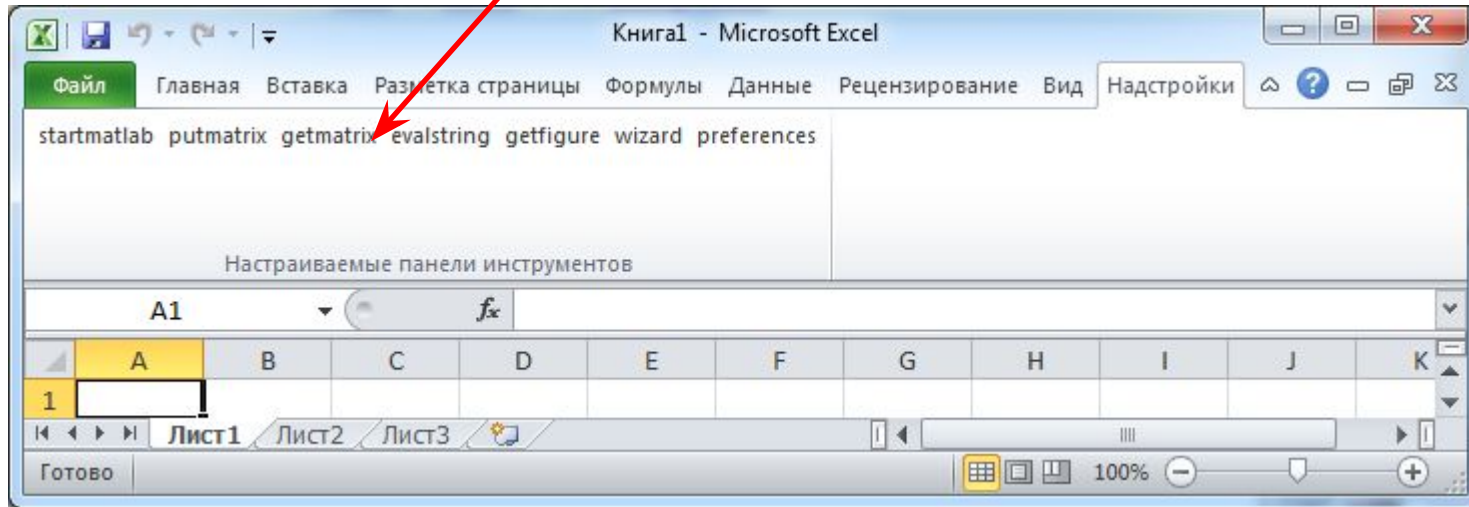 Книга1 - Microsoft Excel
Файл Главная Вставка Разметка страницы Формулы Данные Рецензирование Вид Надстройки
startmatlab putmatrix getmatrix evalstring getfigure wizard preferences
Настраиваемые панели инструментов
A1 fx
A B C D E F G H I J K
1
Лист1 Лист2 Лист3
Готово 100%